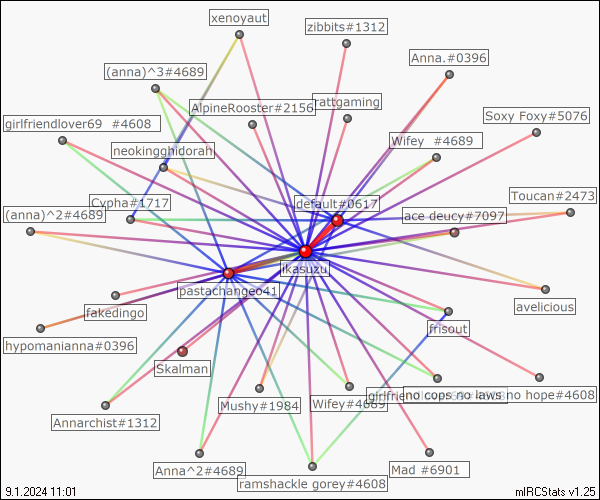 xenoyaut
zibbits#1312
Anna.#0396
(anna)^3#4689
AlpineRooster#2156
rattgaming
Soxy Foxy#5076
girlfriendlover69 #4608
Wifey #4689
neokingghidorah
Toucan#2473
Cypha#1717
default#0617
(anna)^2#4689
ace deucy#7097
ikasuzu
pastachangeo41
avelicious
fakedingo
frisout
hypomanianna#0396
Skalman
no cops no laws no hope#4608
Mushy#1984
Wifey#4689
Annarchist#1312
Anna^2#4689
Mad #6901
ramshackle gorey#4608
9.1.2024 11:01
mIRCStats v1.25